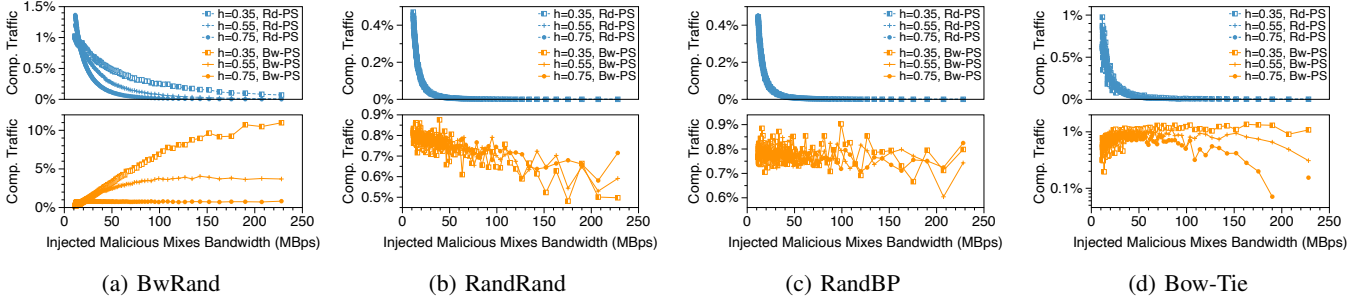 Comp. Traffic
1.5%
1%
0.5%
0%
h=0.35, Rd-PS
h=0.55, Rd-PS
h=0.75, Rd-PS
h=0.35, Bw-PS
h=0.55, Bw-PS
h=0.75, Bw-PS
Comp. Traffic
10%
5%
0%
0 50 100 150 200 250
Injected Malicious Mixes Bandwidth (MBps)
(a) BwRand
Comp. Traffic
0.4%
0.2%
0%
h=0.35, Rd-PS
h=0.55, Rd-PS
h=0.75, Rd-PS
h=0.35, Bw-PS
h=0.55, Bw-PS
h=0.75, Bw-PS
Comp. Traffic
0.9%
0.8%
0.7%
0.6%
0.5%
0 50 100 150 200 250
Injected Malicious Mixes Bandwidth (MBps)
(b) RandRand
Comp. Traffic
0.4%
0.2%
0%
h=0.35, Rd-PS
h=0.55, Rd-PS
h=0.75, Rd-PS
h=0.35, Bw-PS
h=0.55, Bw-PS
h=0.75, Bw-PS
Comp. Traffic
0.9%
0.8%
0.7%
0.6%
0 50 100 150 200 250
Injected Malicious Mixes Bandwidth (MBps)
(c) RandBP
Comp. Traffic
1%
0.5%
0%
h=0.35, Rd-PS
h=0.55, Rd-PS
h=0.75, Rd-PS
h=0.35, Bw-PS
h=0.55, Bw-PS
h=0.75, Bw-PS
Comp. Traffic
1%
0.1%
0 50 100 150 200 250
Injected Malicious Mixes Bandwidth (MBps)
(d) Bow-Tie